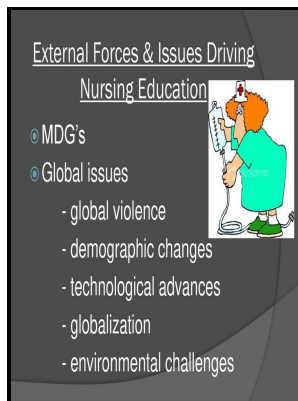 External Forces & Issues Driving
Nursing Education
MDG's
Global issues
- global violence
- demographic changes
- technological advances
- globalization
- environmental challenges